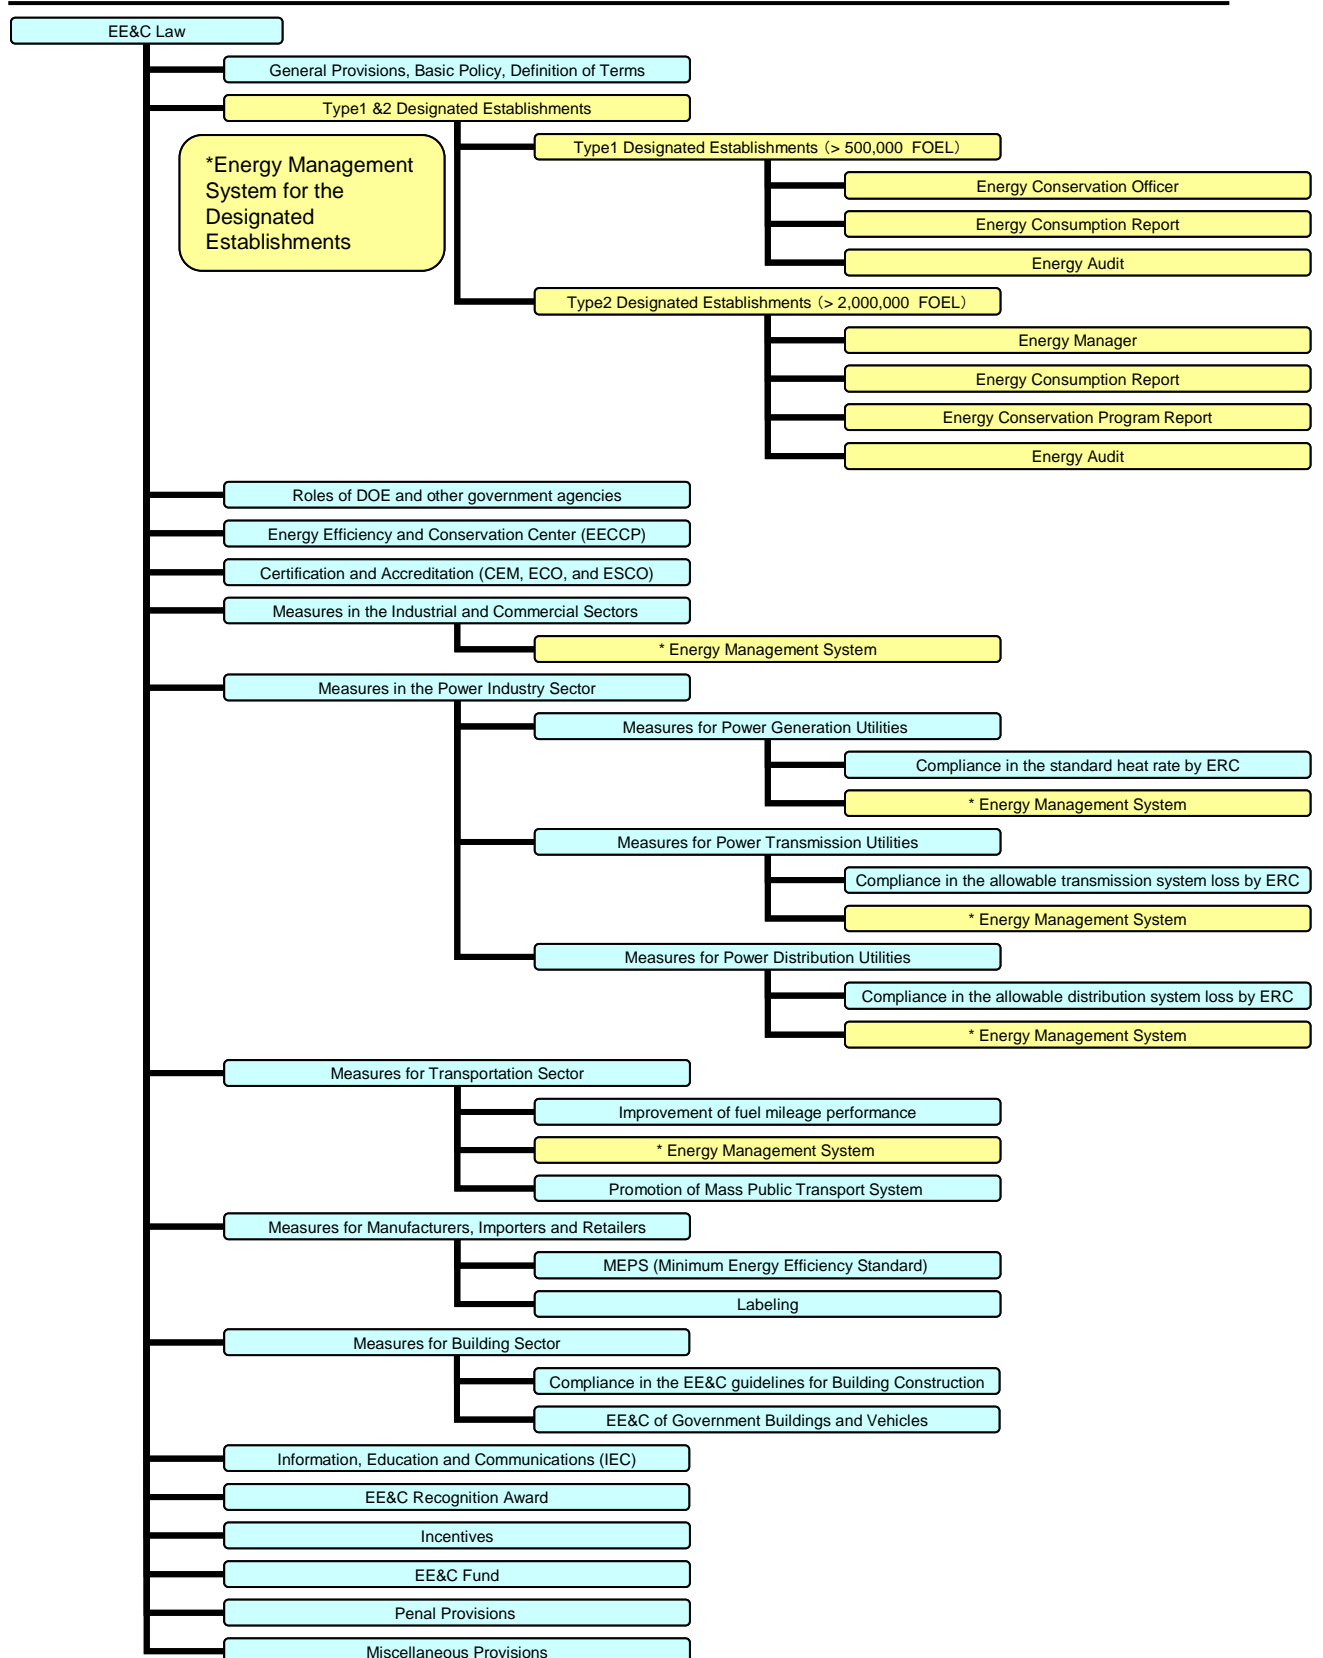 EE&C Law
General Provisions, Basic Policy, Definition of Terms
Type1 &2 Designated Establishments
*Energy Management
System for the
Designated
Establishments
Type1 Designated Establishments (> 500,000 FOEL)
Energy Conservation Officer
Energy Consumption Report
Energy Audit
Type2 Designated Establishments (> 2,000,000 FOEL)
Energy Manager
Energy Consumption Report
Energy Conservation Program Report
Energy Audit
Roles of DOE and other government agencies
Energy Efficiency and Conservation Center (EECCP)
Certification and Accreditation (CEM, ECO, and ESCO)
Measures in the Industrial and Commercial Sectors
* Energy Management System
Measures in the Power Industry Sector
Measures for Power Generation Utilities
Compliance in the standard heat rate by ERC
* Energy Management System
Measures for Power Transmission Utilities
Compliance in the allowable transmission system loss by ERC
* Energy Management System
Measures for Power Distribution Utilities
Compliance in the allowable distribution system loss by ERC
* Energy Management System
Measures for Transportation Sector
Improvement of fuel mileage performance
* Energy Management System
Promotion of Mass Public Transport System
Measures for Manufacturers, Importers and Retailers
MEPS (Minimum Energy Efficiency Standard)
Labeling
Measures for Building Sector
Compliance in the EE&C guidelines for Building Construction
EE&C of Government Buildings and Vehicles
Information, Education and Communications (IEC)
EE&C Recognition Award
Incentives
EE&C Fund
Penal Provisions
Miscellaneous Provisions